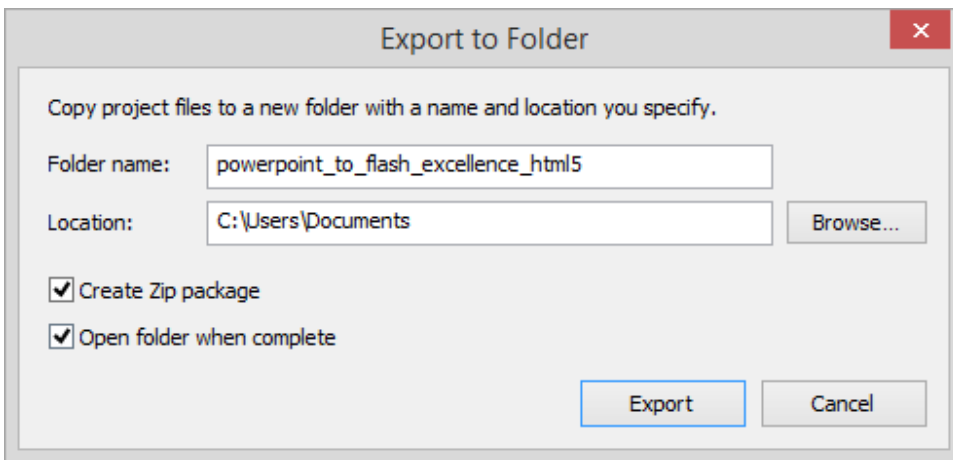 Export to Folder
Copy project files to a new folder with a name and location you specify.
Folder name: powerpoint_to_flash_excellence_html5
Location: C:\Users\Documents Browse...
Create Zip package
Open folder when complete
Export Cancel